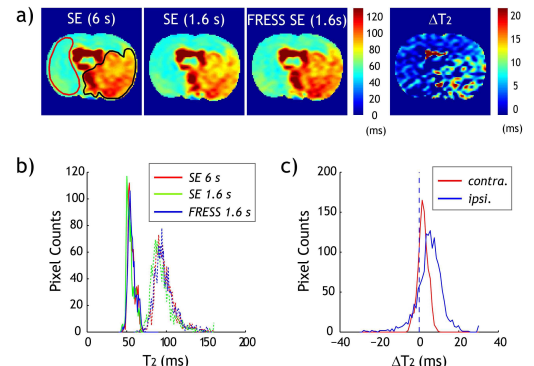 a)
SE (6 s) SE (1.6 s) FRESS SE (1.6s) ΔT2
120
100
80
60
40
20
0
(ms)
20
15
10
5
0
(ms)
b)
SE 6 s
SE 1.6 s
FRESS 1.6 s
Pixel Counts
120
100
80
60
40
20
0
0 50 100 150 200
T2 (ms)
c)
contra.
ipsi.
Pixel Counts
200
150
100
50
0
-40 -20 0 20 40
ΔT2 (ms)